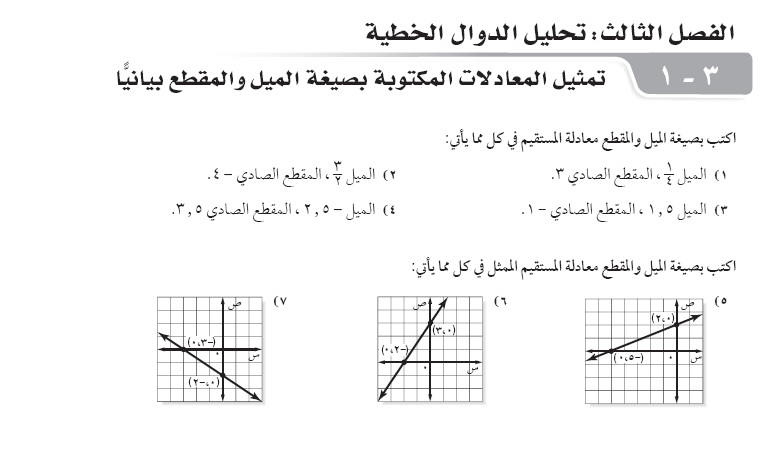 الفصل الثالث: تحليل الدوال الخطية
٣ - ١ تمثيل المعادلات المكتوبة بصيغة الميل والمقطع بيانيًّا
اكتب بصيغة الميل والمقطع معادلة المستقيم في كل مما يأتي:
١) الميل ١/٤، المقطع الصادي ٣. ٢) الميل ٣/٧، المقطع الصادي – ٤.
٣) الميل ١,٥، المقطع الصادي – ١. ٤) الميل – ٢,٥، المقطع الصادي ٣,٥.
اكتب بصيغة الميل والمقطع معادلة المستقيم الممثل في كل مما يأتي:
٥) ٦) ٧)
ص (٢،٠) س ٠ (٠،٥–)
ص (٣،٠) (٠،٢–) س ٠
ص (٠،٣–) س ٠ (٢–،٠)